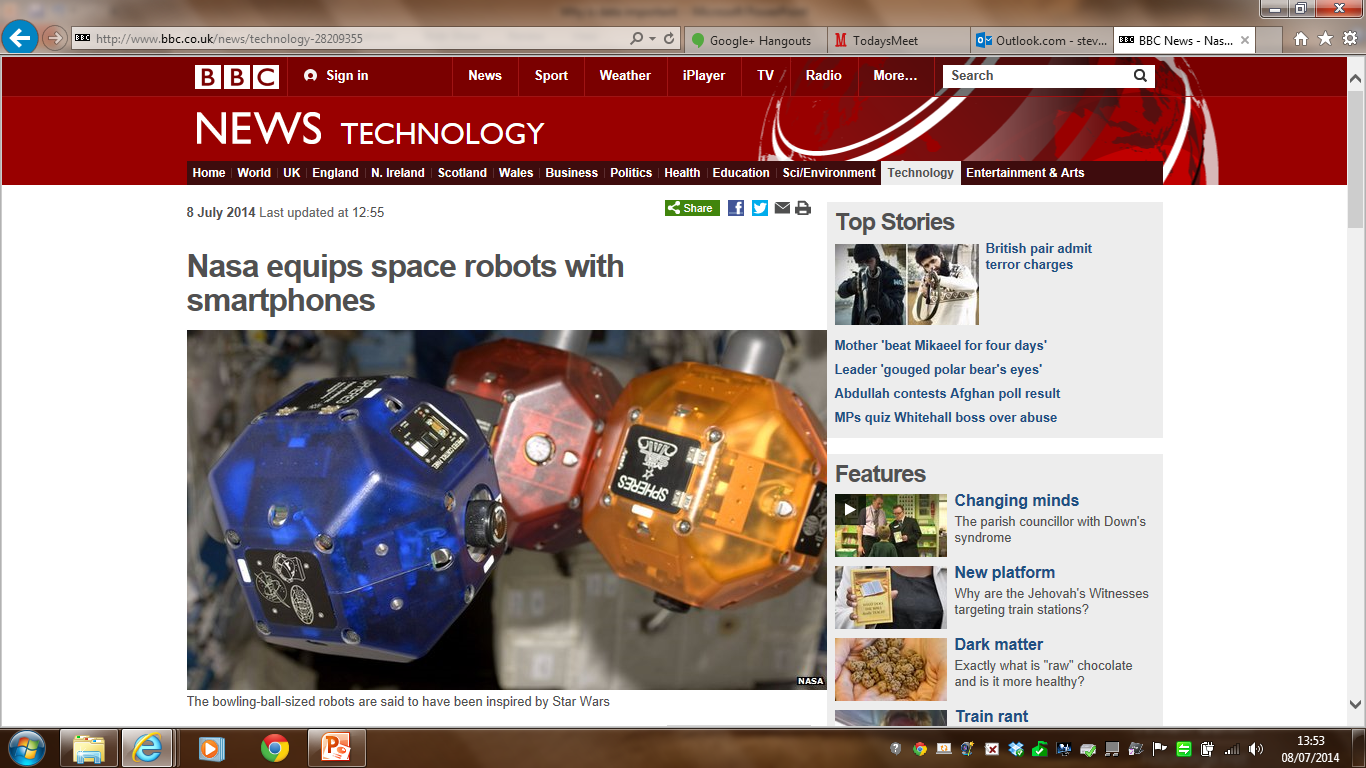 http://www.bbc.co.uk/news/technology-28209355
Google+ Hangouts
TodaysMeet
Outlook.com - stev...
BBC News - Nas...
BBC
Sign in
News
Sport
Weather
iPlayer
TV
Radio
More...
Search
NEWS TECHNOLOGY
Home
World
UK
England
N. Ireland
Scotland
Wales
Business
Politics
Health
Education
Sci/Environment
Technology
Entertainment & Arts
8 July 2014 Last updated at 12:55
Share
Nasa equips space robots with
smartphones
SPHERES
SPHERES
NASA
The bowling-ball-sized robots are said to have been inspired by Star Wars
Top Stories
British pair admit
terror charges
Mother 'beat Mikaeel for four days'
Leader 'gouged polar bear's eyes'
Abdullah contests Afghan poll result
MPs quiz Whitehall boss over abuse
Features
Changing minds
The parish councillor with Down's
syndrome
New platform
Why are the Jehovah's Witnesses
targeting train stations?
Dark matter
Exactly what is "raw" chocolate
and is it more healthy?
Train rant
13:53
08/07/2014